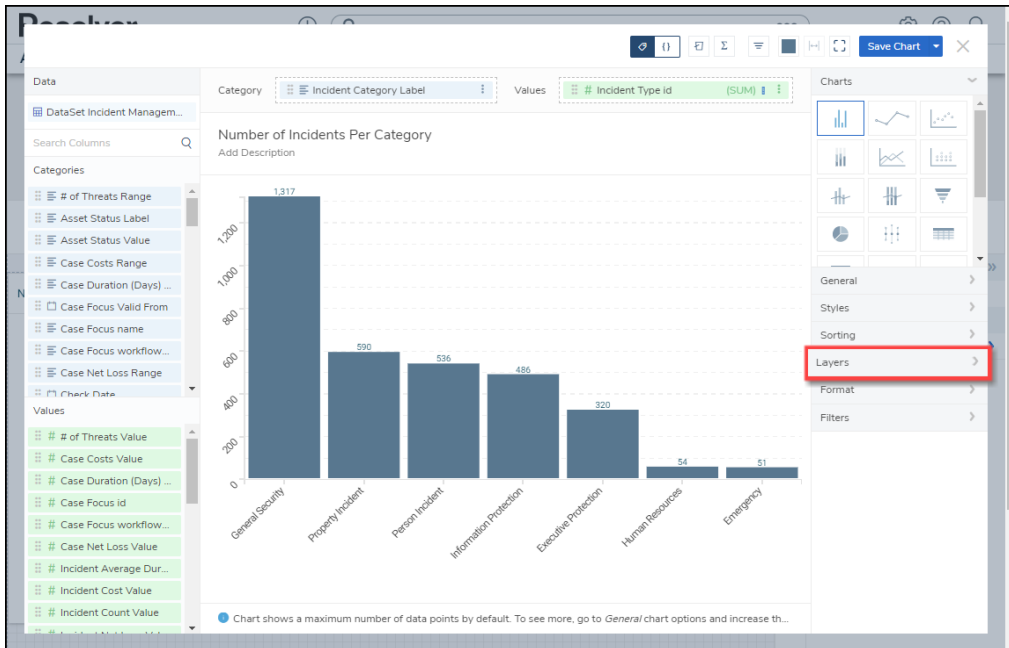 Resolver
Save Chart
Data
DataSet Incident Managem...
Search Columns
Categories
# of Threats Range
Asset Status Label
Asset Status Value
Case Costs Range
Case Duration (Days) ...
Case Focus Valid From
Case Focus name
Case Focus workflow...
Case Net Loss Range
Check Date
Values
# # of Threats Value
# Case Costs Value
# Case Duration (Days) ...
# Case Focus id
# Case Focus workflow...
# Case Net Loss Value
# Incident Average Dur...
# Incident Cost Value
# Incident Count Value
Category
Incident Category Label
Values
# Incident Type id (SUM)
Number of Incidents Per Category
Add Description
1,317
590
536
486
320
54
51
1,200
1,000
800
600
400
200
0
General Security
Property Incident
Person Incident
Information Protection
Executive Protection
Human Resources
Emergency
Chart shows a maximum number of data points by default. To see more, go to General chart options and increase th...
Charts
General
Styles
Sorting
Layers
Format
Filters